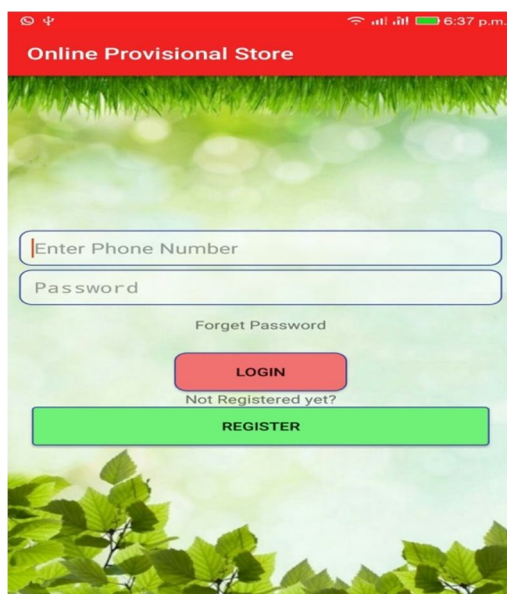 6:37 p.m.
Online Provisional Store
Enter Phone Number
Password
Forget Password
LOGIN
Not Registered yet?
REGISTER